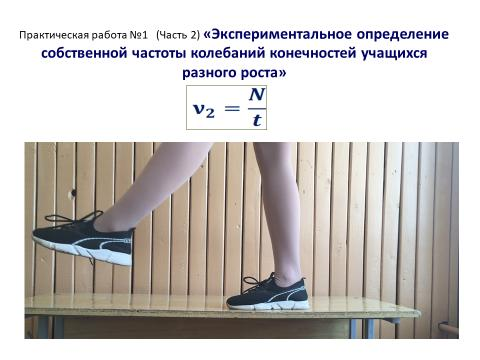 Практическая работа №1 (Часть 2) «Экспериментальное определение
собственной частоты колебаний конечностей учащихся
разного роста»
ν₂ = N/t